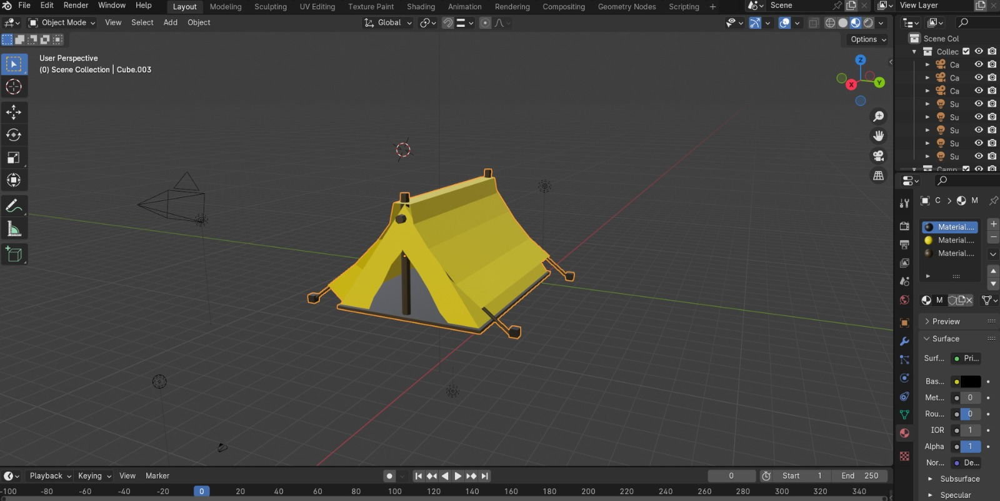 File Edit Render Window Help Layout Modeling Sculpting UV Editing Texture Paint Shading Animation Rendering Compositing Geometry Nodes Scripting + Scene View Layer
Object Mode View Select Add Object Global
Options
User Perspective
(0) Scene Collection | Cube.003
Z
X
Y
Scene Col
Collec
Ca
Ca
Ca
Su
Su
Su
Su
Su
Camp
C > M
Material....
Material....
Material....
M
Preview
Surface
Surf... Pri...
Bas...
Met... 0
Rou... 0
IOR 1
Alpha 1
Nor... De...
Subsurface
Specular
Playback Keying View Marker 0 Start 1 End 250
-100 -80 -60 -40 -20 0 20 40 60 80 100 120 140 160 180 200 220 240 260 280 300 320 340